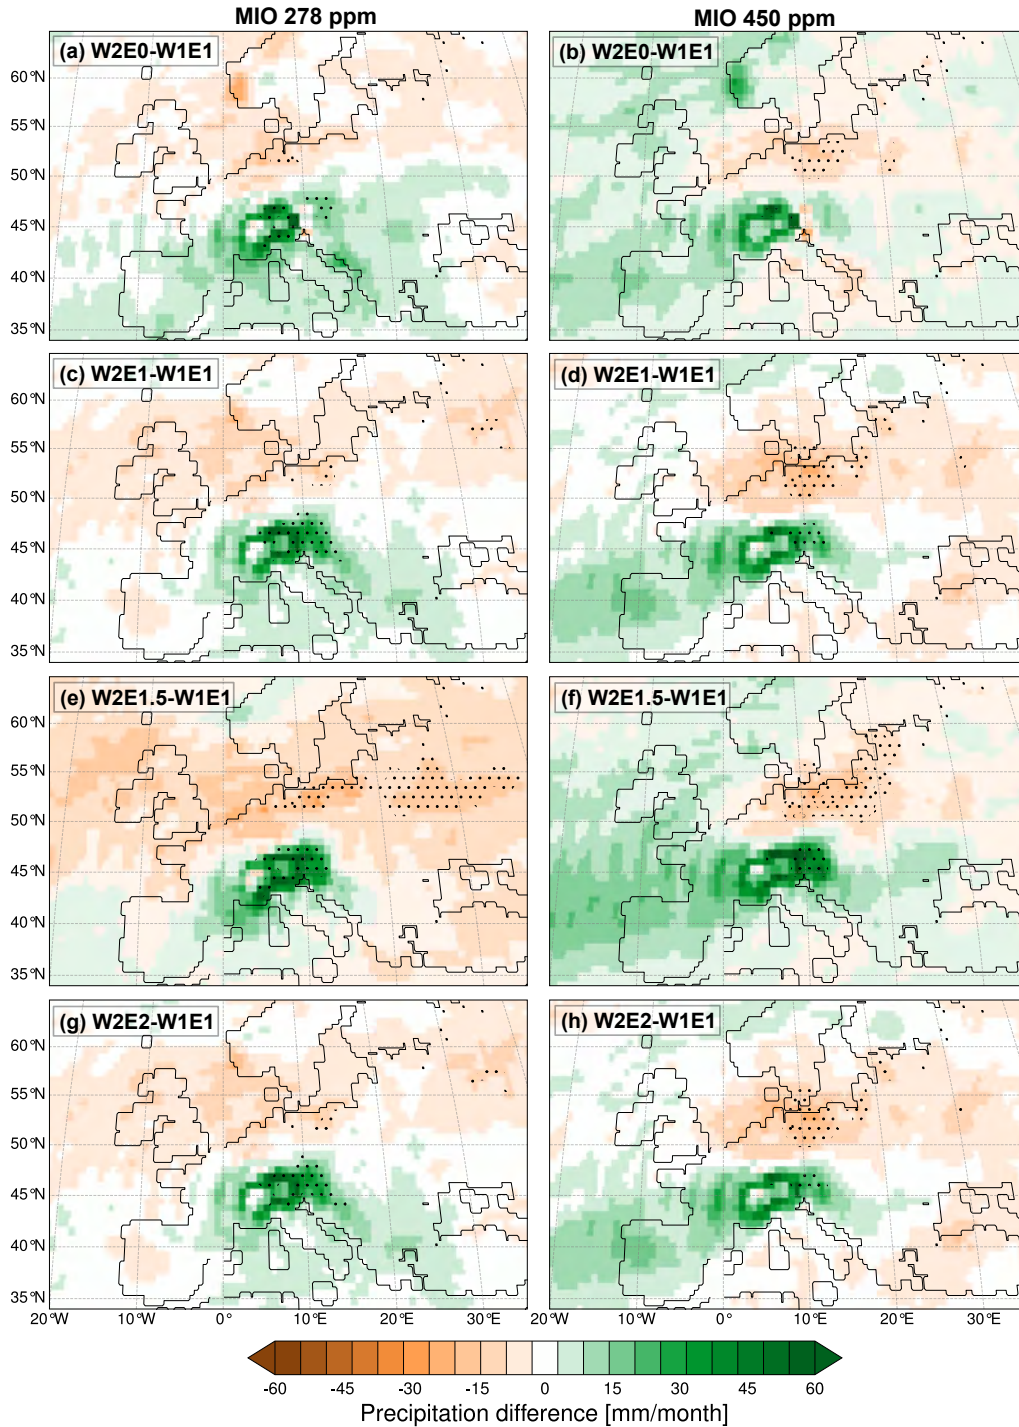 MIO 278 ppm
MIO 450 ppm
(a) W2E0-W1E1
(b) W2E0-W1E1
60°N
55°N
50°N
45°N
40°N
35°N
(c) W2E1-W1E1
(d) W2E1-W1E1
60°N
55°N
50°N
45°N
40°N
35°N
(e) W2E1.5-W1E1
(f) W2E1.5-W1E1
60°N
55°N
50°N
45°N
40°N
35°N
(g) W2E2-W1E1
(h) W2E2-W1E1
60°N
55°N
50°N
45°N
40°N
35°N
20°W 10°W 0° 10°E 20°E 30°E
20°W 10°W 0° 10°E 20°E 30°E
-60 -45 -30 -15 0 15 30 45 60
Precipitation difference [mm/month]